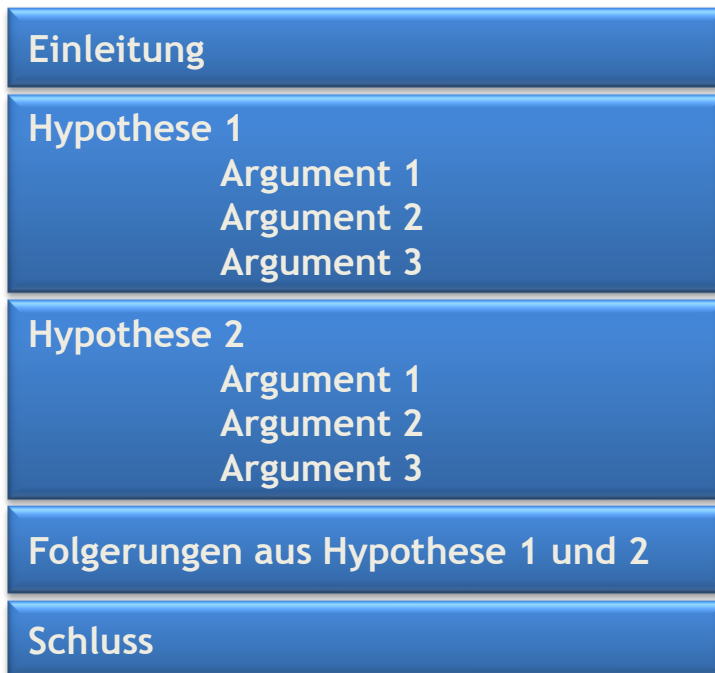 Einleitung
Hypothese 1
Argument 1
Argument 2
Argument 3
Hypothese 2
Argument 1
Argument 2
Argument 3
Folgerungen aus Hypothese 1 und 2
Schluss